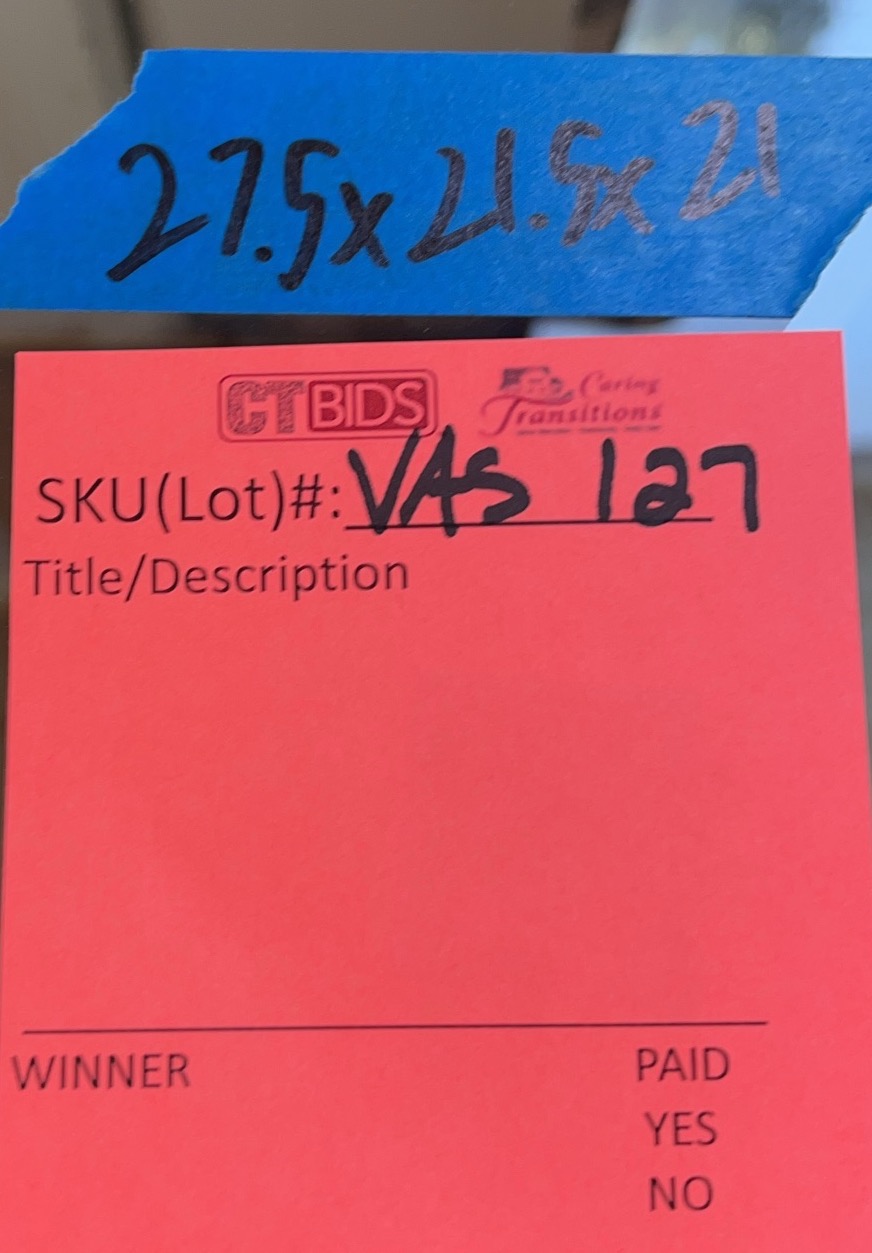 27.5x21.5x21
CTBIDS Caring Transitions
SKU(Lot)#: VAS 127
Title/Description
WINNER PAID
YES
NO